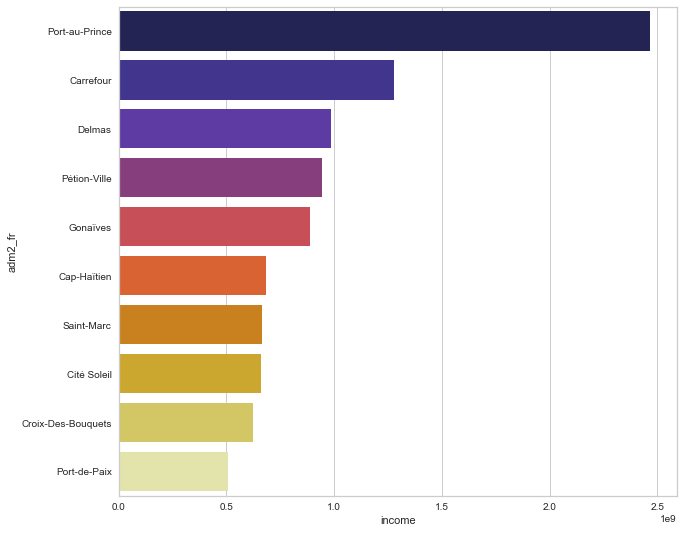 Port-au-Prince
Carrefour
Delmas
Pétion-Ville
Gonaïves
Cap-Haïtien
Saint-Marc
Cité Soleil
Croix-Des-Bouquets
Port-de-Paix
adm2_fr
0.0 0.5 1.0 1.5 2.0 2.5
1e9
income